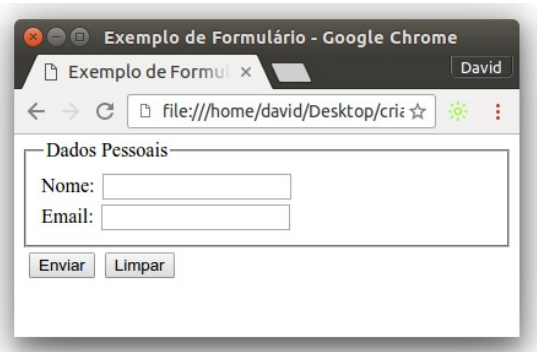 Exemplo de Formulário - Google Chrome
Exemplo de Formul
David
file:///home/david/Desktop/cria
Dados Pessoais
Nome:
Email:
Enviar Limpar